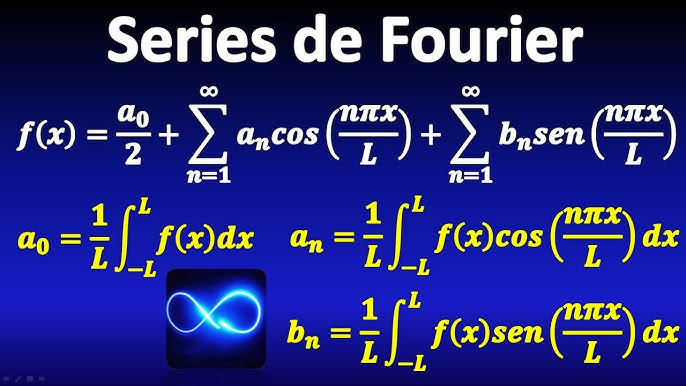 Series de Fourier
f(x) = a₀/2 + ∑_{n=1}^{∞} aₙcos(nπx/L) + ∑_{n=1}^{∞} bₙsen(nπx/L)
a₀ = 1/L ∫_{-L}^{L} f(x)dx
aₙ = 1/L ∫_{-L}^{L} f(x)cos(nπx/L) dx
bₙ = 1/L ∫_{-L}^{L} f(x)sen(nπx/L) dx